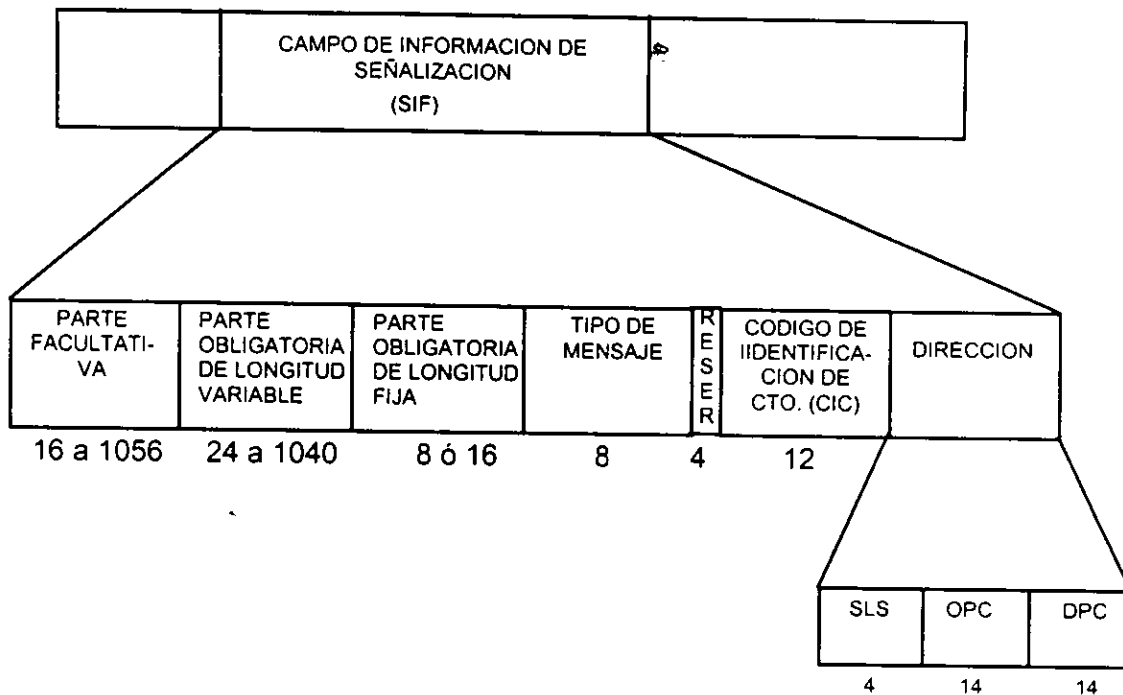 CAMPO DE INFORMACION DE
SEÑALIZACION
(SIF)
PARTE
FACULTATI-
VA
PARTE
OBLIGATORIA
DE LONGITUD
VARIABLE
PARTE
OBLIGATORIA
DE LONGITUD
FIJA
TIPO DE
MENSAJE
R
E
S
E
R
CODIGO DE
IIDENTIFICA-
CION DE
CTO. (CIC)
DIRECCION
16 a 1056
24 a 1040
8 ó 16
8
4
12
SLS
OPC
DPC
4
14
14